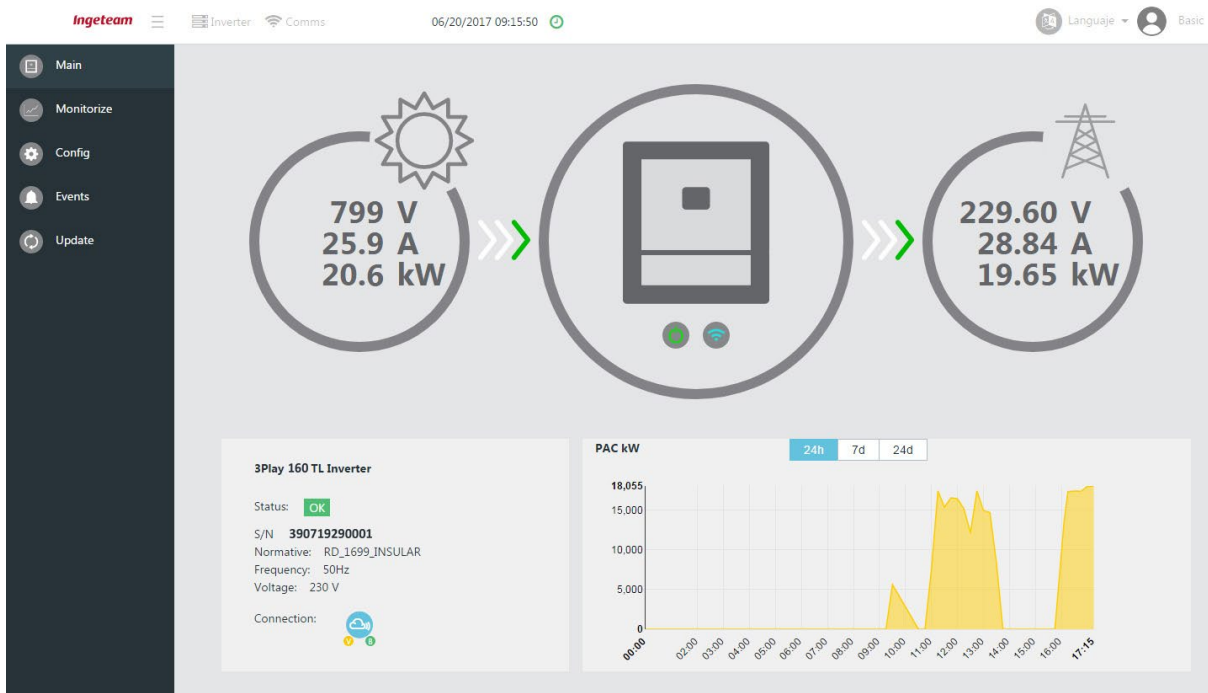 Ingeteam
Inverter Comms
06/20/2017 09:15:50
Languaje
Basic
Main
Monitorize
Config
Events
Update
799 V
25.9 A
20.6 kW
229.60 V
28.84 A
19.65 kW
3Play 160 TL Inverter
Status: OK
S/N 390719290001
Normative: RD_1699_INSULAR
Frequency: 50Hz
Voltage: 230 V
Connection:
V B
PAC kW
24h 7d 24d
18,055
15,000
10,000
5,000
0
00:00 02:00 03:00 04:00 05:00 06:00 07:00 08:00 09:00 10:00 11:00 12:00 13:00 14:00 15:00 16:00 17:15